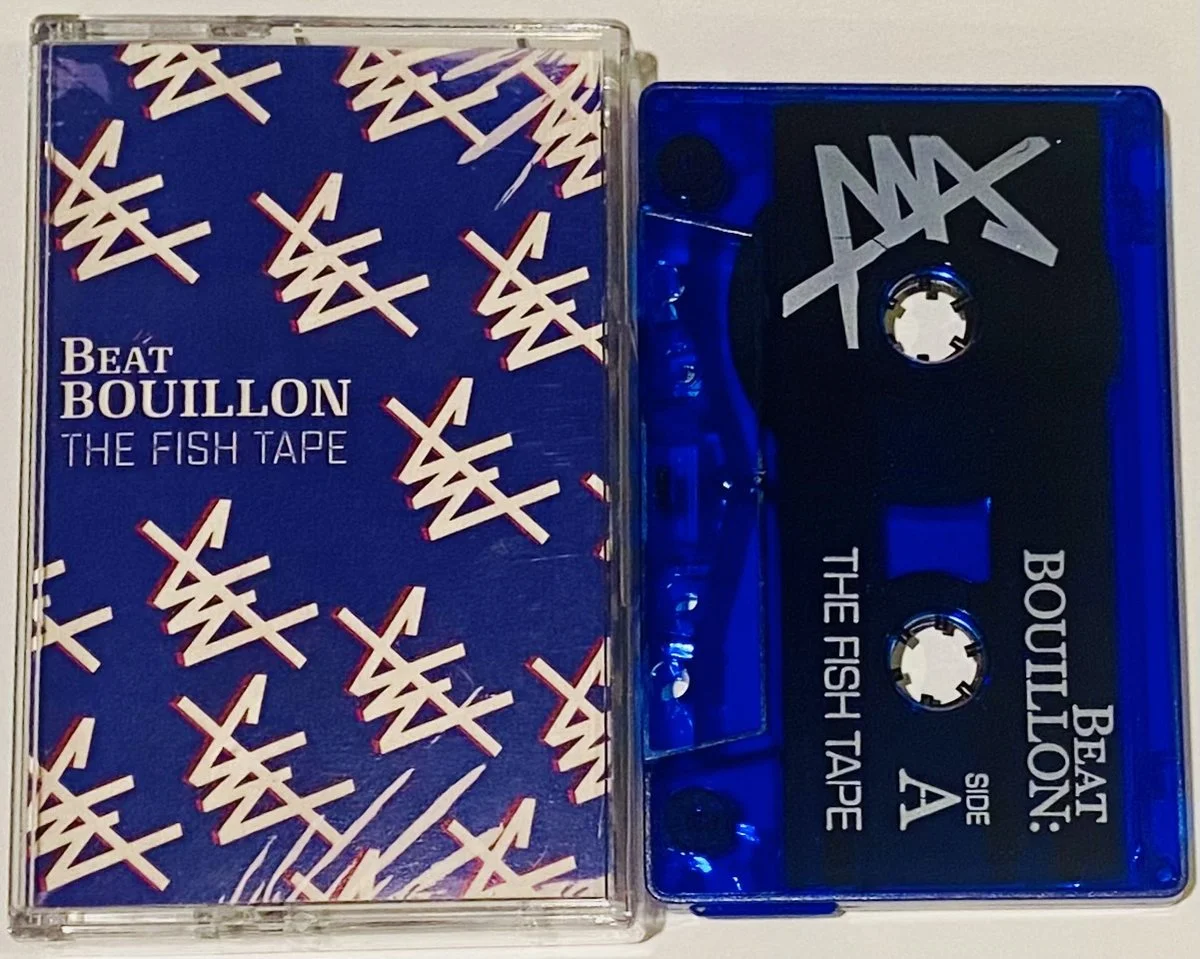 BEAT
BOUILLON
THE FISH TAPE
BEAT
BOUILLON:
SIDE
A
THE FISH TAPE